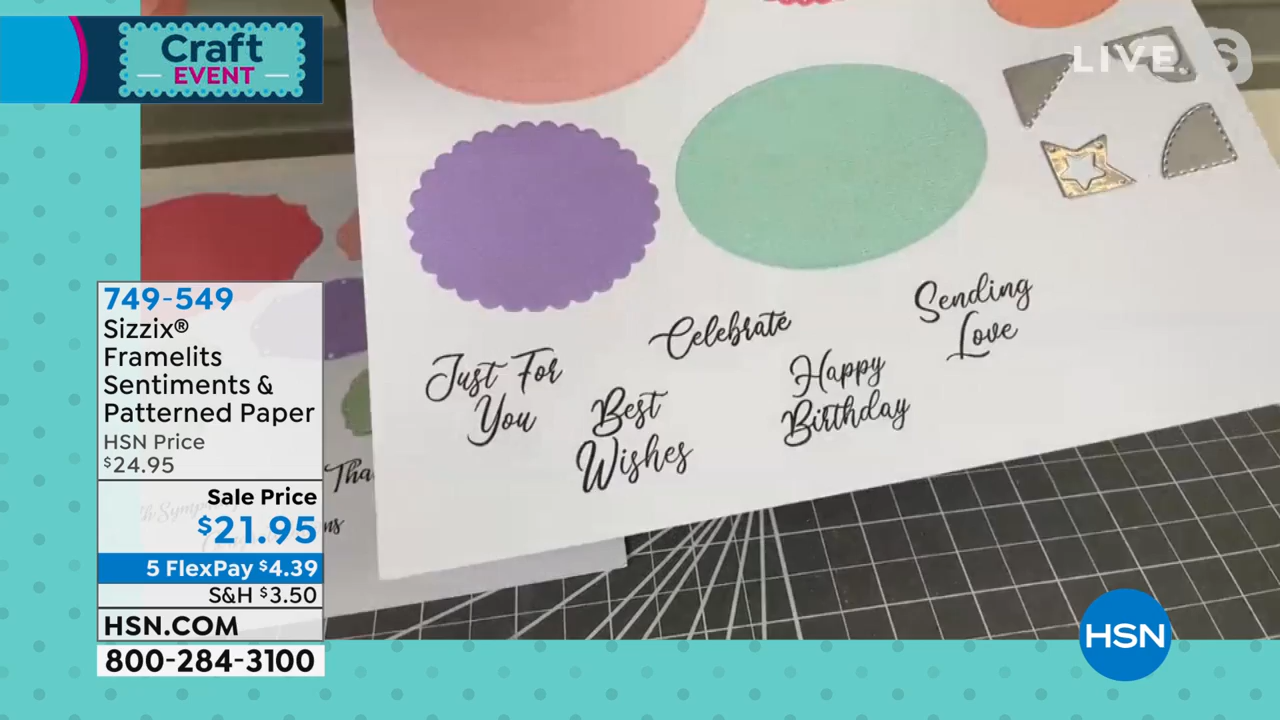 Craft
EVENT
LIVE
S
749-549
Sizzix®
Framelits
Sentiments &
Patterned Paper
HSN Price
$24.95
Sale Price
$21.95
5 FlexPay $4.39
S&H $3.50
HSN.COM
800-284-3100
Celebrate
Sending
Love
Just For
You
Best
Wishes
Happy
Birthday
HSN